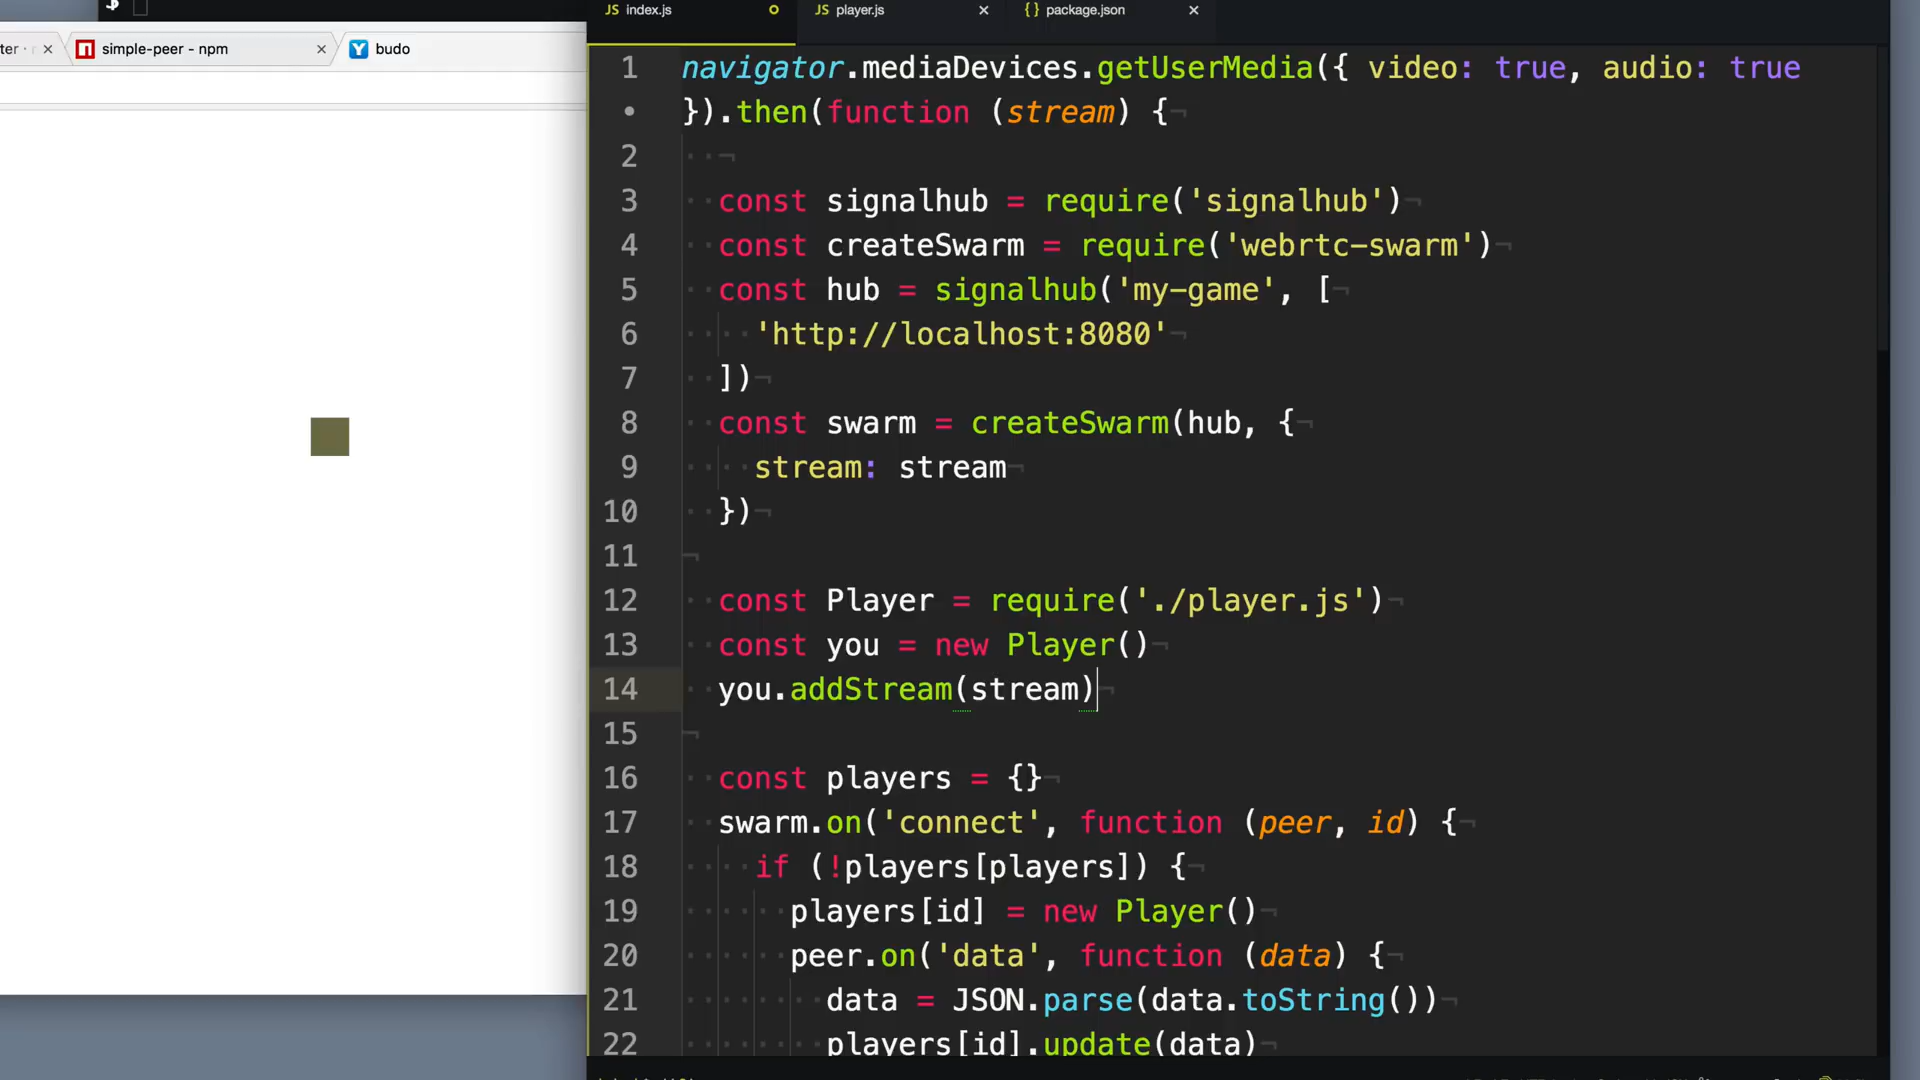 $
JS index.js
JS player.js ×
{} package.json ×
ter · ×
simple-peer - npm ×
budo
1 navigator.mediaDevices.getUserMedia({ video: true, audio: true
• }).then(function (stream) {
2
3 const signalhub = require('signalhub')
4 const createSwarm = require('webrtc-swarm')
5 const hub = signalhub('my-game', [
6 'http://localhost:8080'
7 ])
8 const swarm = createSwarm(hub, {
9 stream: stream
10 })
11
12 const Player = require('./player.js')
13 const you = new Player()
14 you.addStream(stream)
15
16 const players = {}
17 swarm.on('connect', function (peer, id) {
18 if (!players[players]) {
19 players[id] = new Player()
20 peer.on('data', function (data) {
21 data = JSON.parse(data.toString())
22 players[id].update(data)